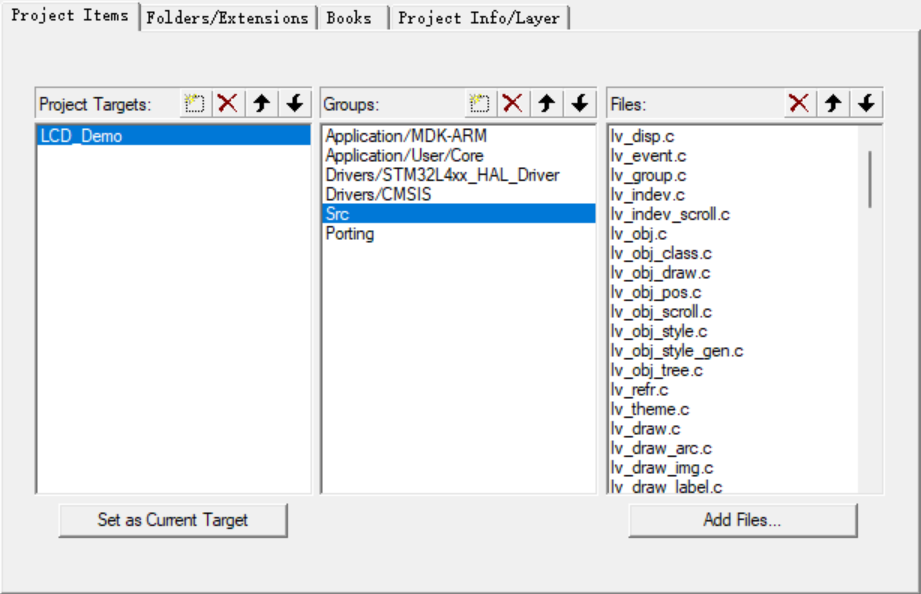 Project Items Folders/Extensions Books Project Info/Layer
Project Targets:
LCD_Demo
Set as Current Target
Groups:
Application/MDK-ARM
Application/User/Core
Drivers/STM32L4xx_HAL_Driver
Drivers/CMSIS
Src
Porting
Files:
lv_disp.c
lv_event.c
lv_group.c
lv_indev.c
lv_indev_scroll.c
lv_obj.c
lv_obj_class.c
lv_obj_draw.c
lv_obj_pos.c
lv_obj_scroll.c
lv_obj_style.c
lv_obj_style_gen.c
lv_obj_tree.c
lv_refr.c
lv_theme.c
lv_draw.c
lv_draw_arc.c
lv_draw_img.c
lv_draw_label.c
Add Files...